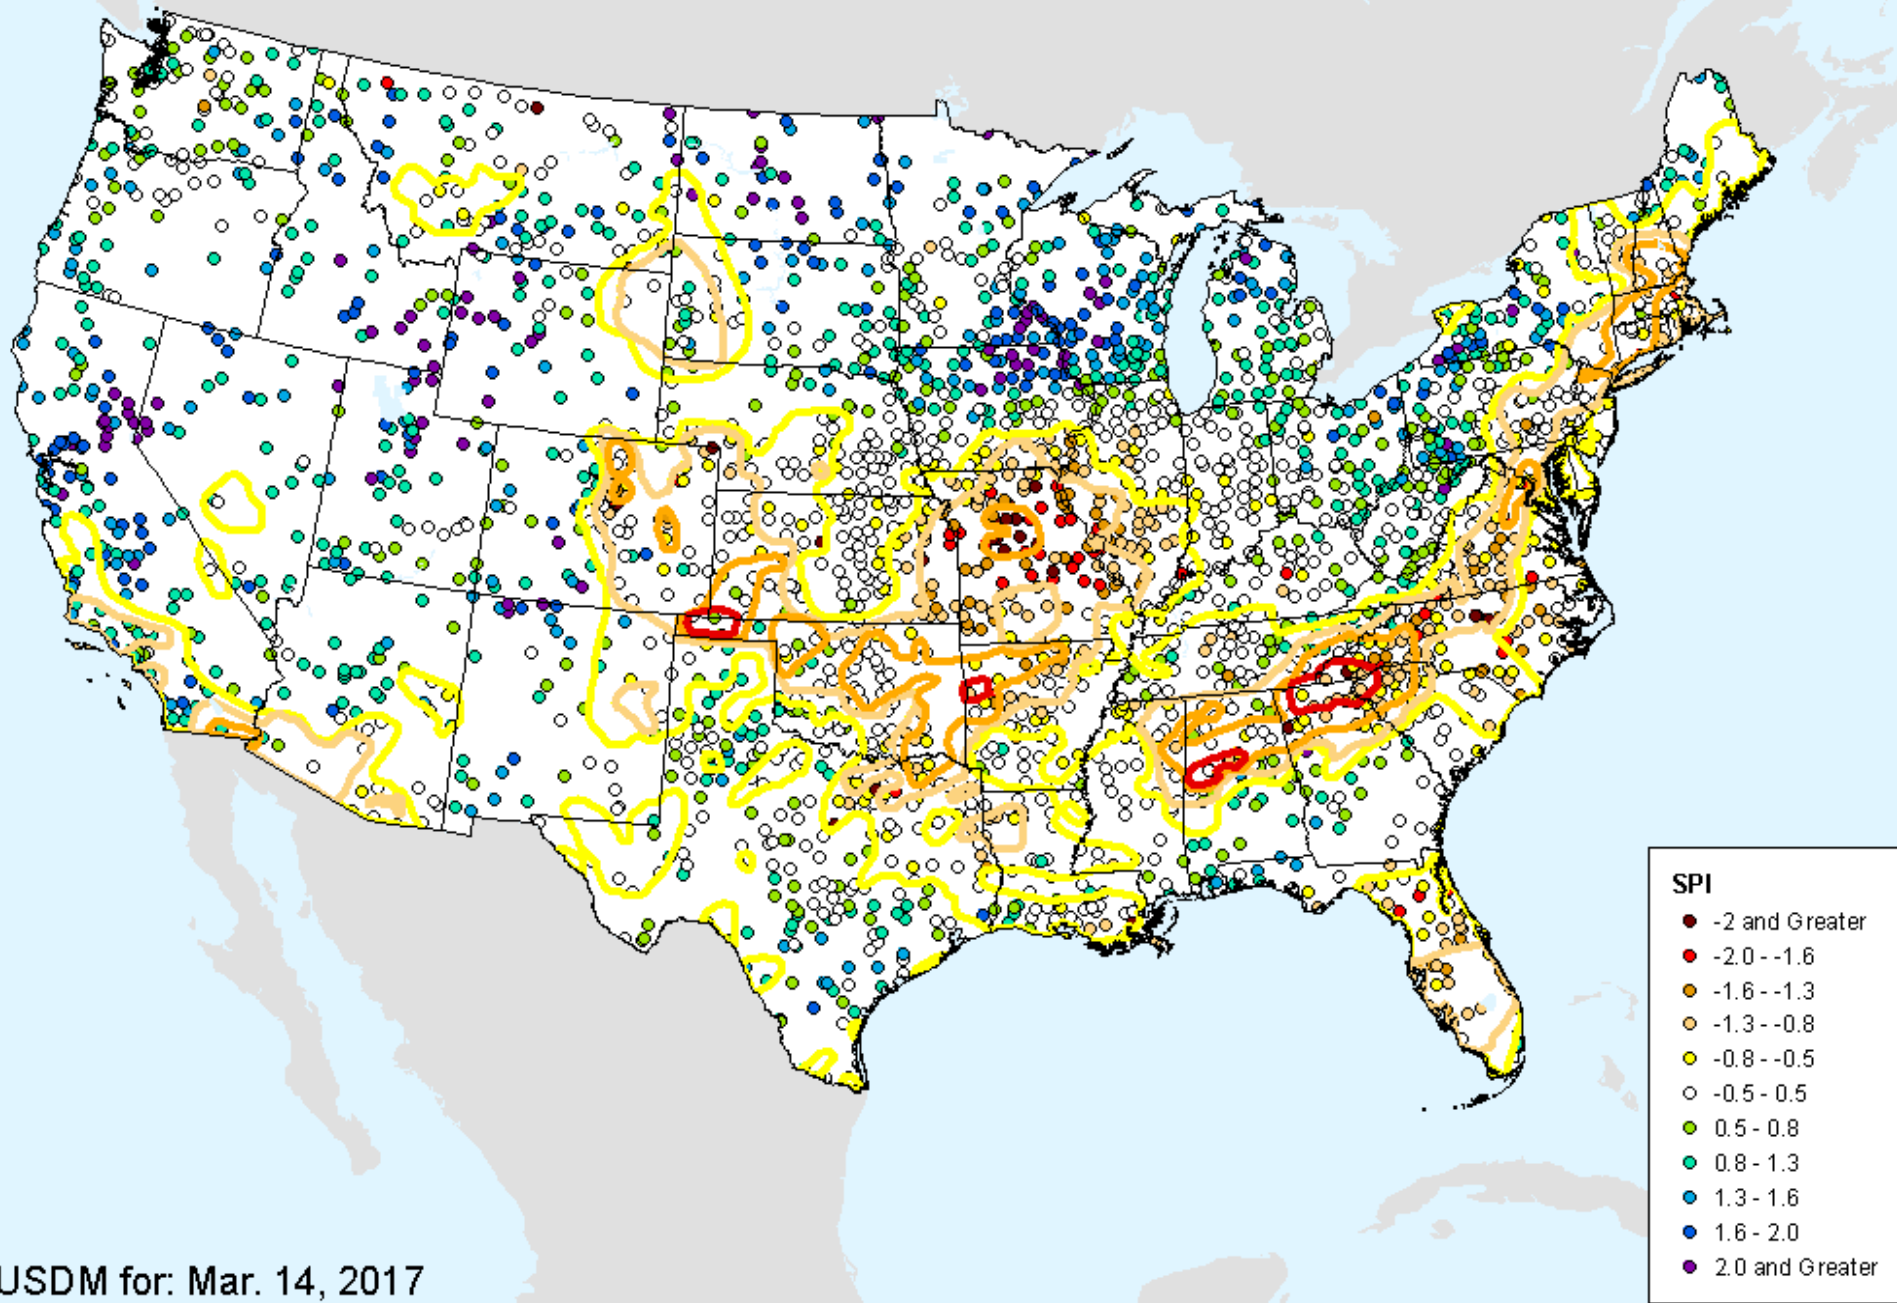 SPI
-2 and Greater
-2.0 - -1.6
-1.6 - -1.3
-1.3 - -0.8
-0.8 - -0.5
-0.5 - 0.5
0.5 - 0.8
0.8 - 1.3
1.3 - 1.6
1.6 - 2.0
2.0 and Greater
USDM for: Mar. 14, 2017